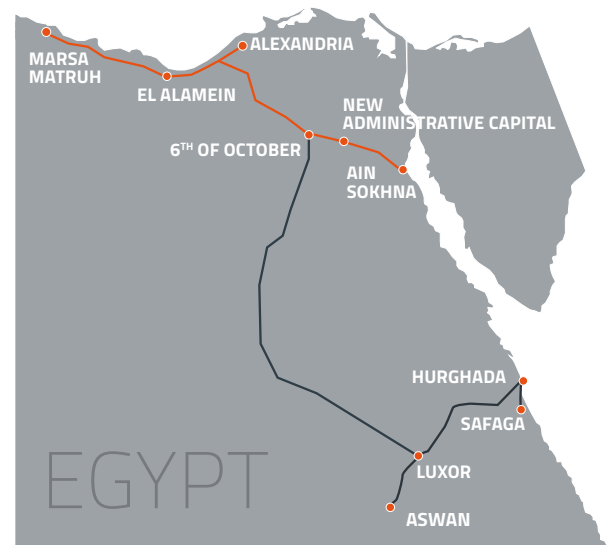 MARSA
MATRUH
ALEXANDRIA
EL ALAMEIN
NEW
ADMINISTRATIVE CAPITAL
6TH OF OCTOBER
AIN
SOKHNA
HURGHADA
SAFAGA
LUXOR
ASWAN
EGYPT